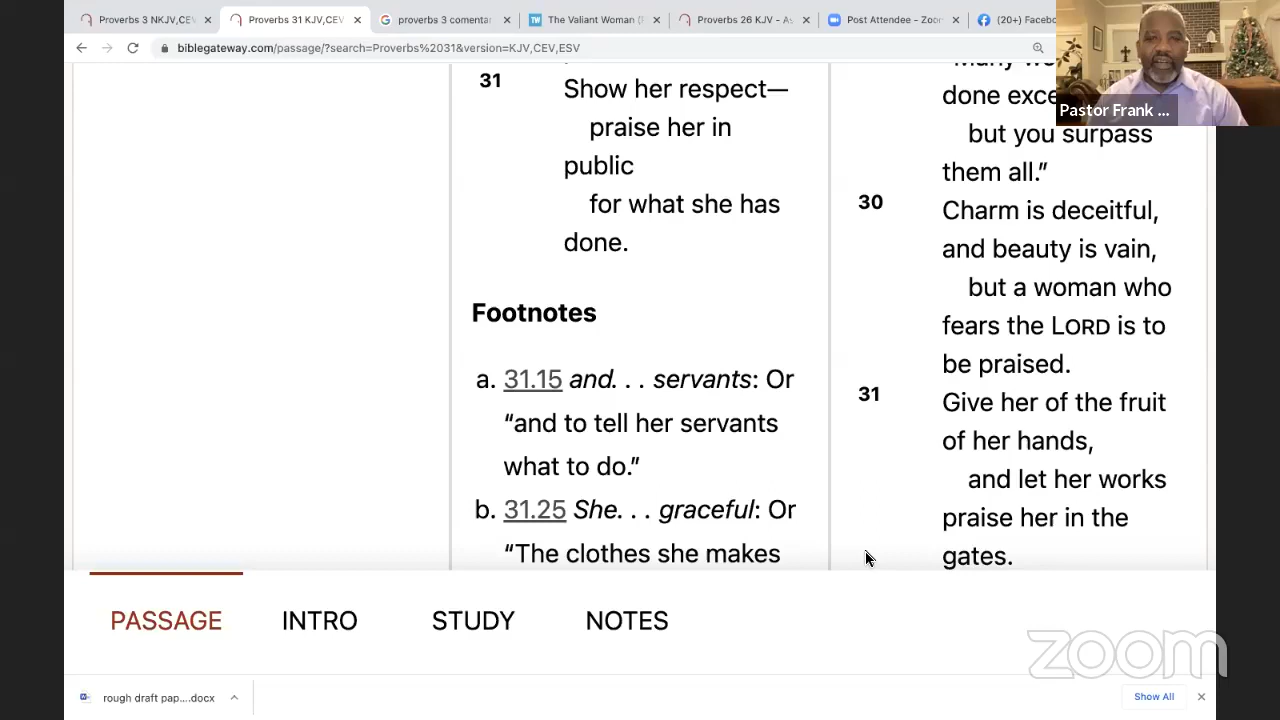 Proverbs 3 NKJV,CE
Proverbs 31 KJV,CEV
proverbs 3 comentar
TW The Valiant Woman (
Proverbs 26 KJV - A
Post Attendee - Zoo
(20+) Facebo
biblegateway.com/passage/?search=Proverbs%2031&version=KJV,CEV,ESV
Pastor Frank ...
31
Show her respect—
praise her in
public
for what she has
done.
Footnotes
a. 31.15 and. . . servants: Or
“and to tell her servants
what to do.”
b. 31.25 She. . . graceful: Or
“The clothes she makes
done exce
but you surpass
them all.”
30
Charm is deceitful,
and beauty is vain,
but a woman who
fears the LORD is to
be praised.
31
Give her of the fruit
of her hands,
and let her works
praise her in the
gates.
PASSAGE
INTRO
STUDY
NOTES
zoom
rough draft pap....docx
Show All